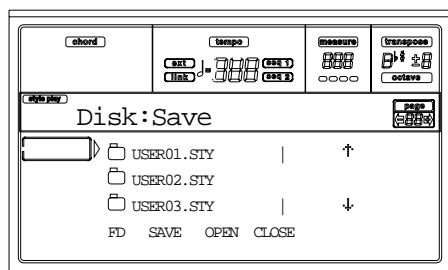 chord tempo measure transpose
ext seq 1
link seq 2
octave
style play page
Disk:Save
USER01.STY
USER02.STY
USER03.STY
FD SAVE OPEN CLOSE